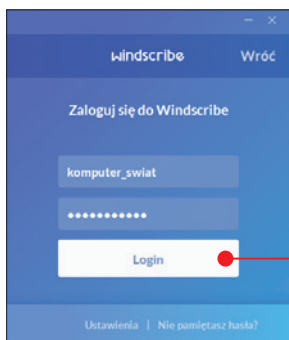 windscribe Wróć
Zaloguj się do Windscribe
komputer_swiat
•••••••••••
Login
Ustawienia | Nie pamiętasz hasła?